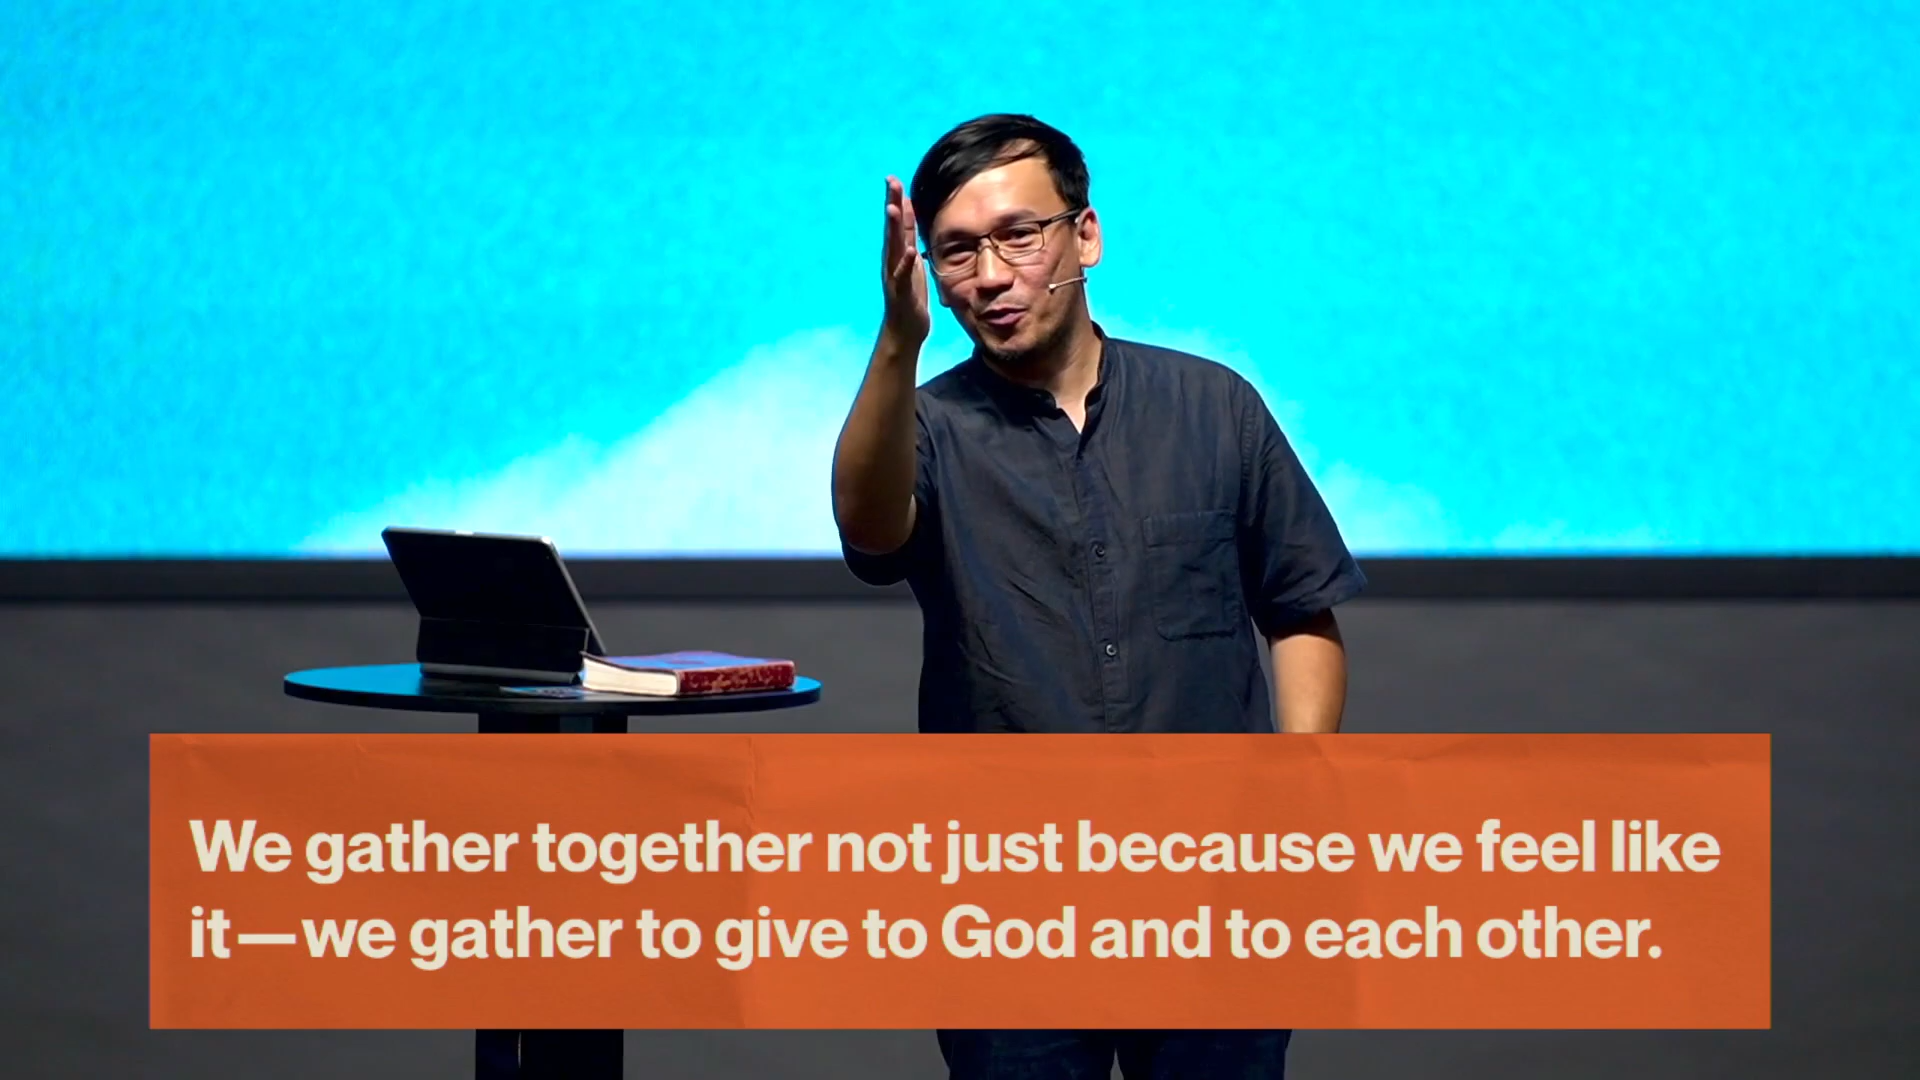 We gather together not just because we feel like
it—we gather to give to God and to each other.